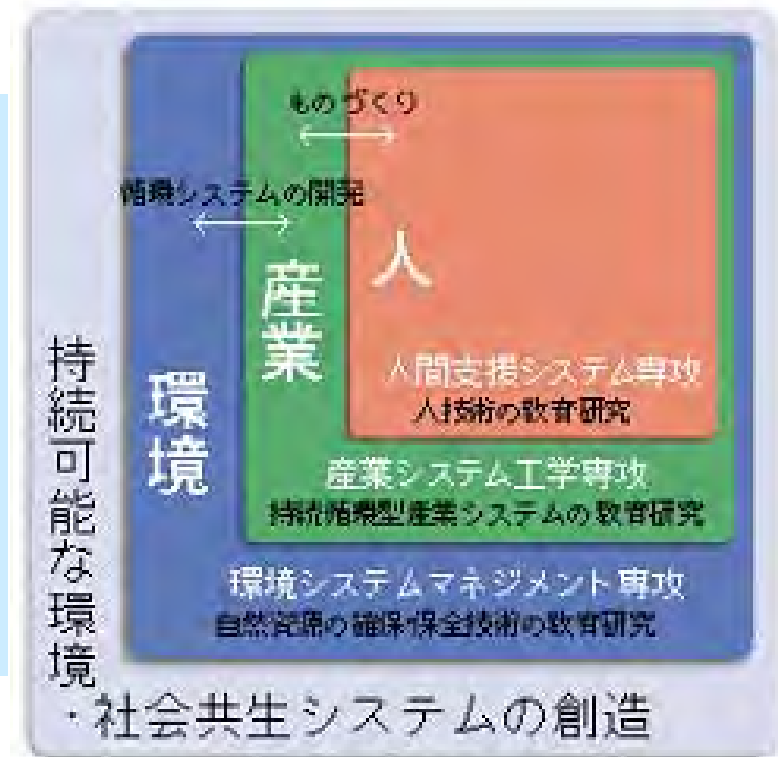 ものづくり
循環システムの開発
人
産業
環境
人間支援システム専攻
人技術の教育研究
産業システム工学専攻
持続循環型産業システムの教育研究
環境システムマネジメント専攻
自然資源の確保・保全技術の教育研究
持続可能な環境
・社会共生システムの創造